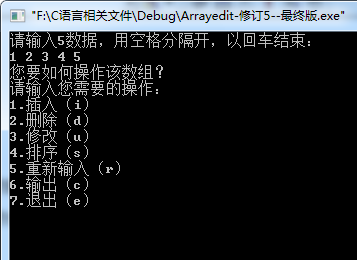 "F:\C语言相关文件\Debug\Arrayedit-修订5--最终版.exe"
请输入5数据，用空格分隔开，以回车结束：
1 2 3 4 5
您要如何操作该数组？
请输入您需要的操作：
1.插入（i）
2.删除（d）
3.修改（u）
4.排序（s）
5.重新输入（r）
6.输出（c）
7.退出（e）